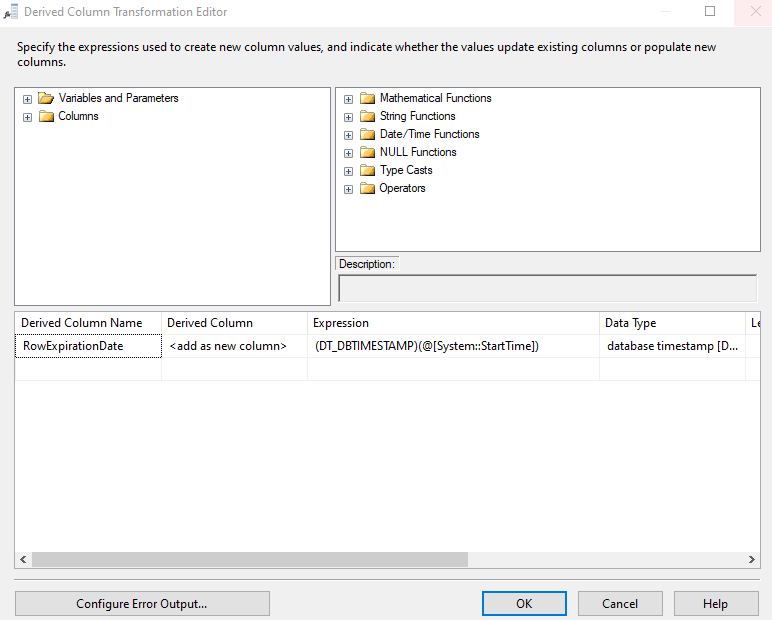 Derived Column Transformation Editor
Specify the expressions used to create new column values, and indicate whether the values update existing columns or populate new
columns.
Variables and Parameters
Columns
Mathematical Functions
String Functions
Date/Time Functions
NULL Functions
Type Casts
Operators
Description:
Derived Column Name Derived Column Expression Data Type Le
RowExpirationDate <add as new column> (DT_DBTIMESTAMP)(@[System::StartTime]) database timestamp [D...
Configure Error Output... OK Cancel Help